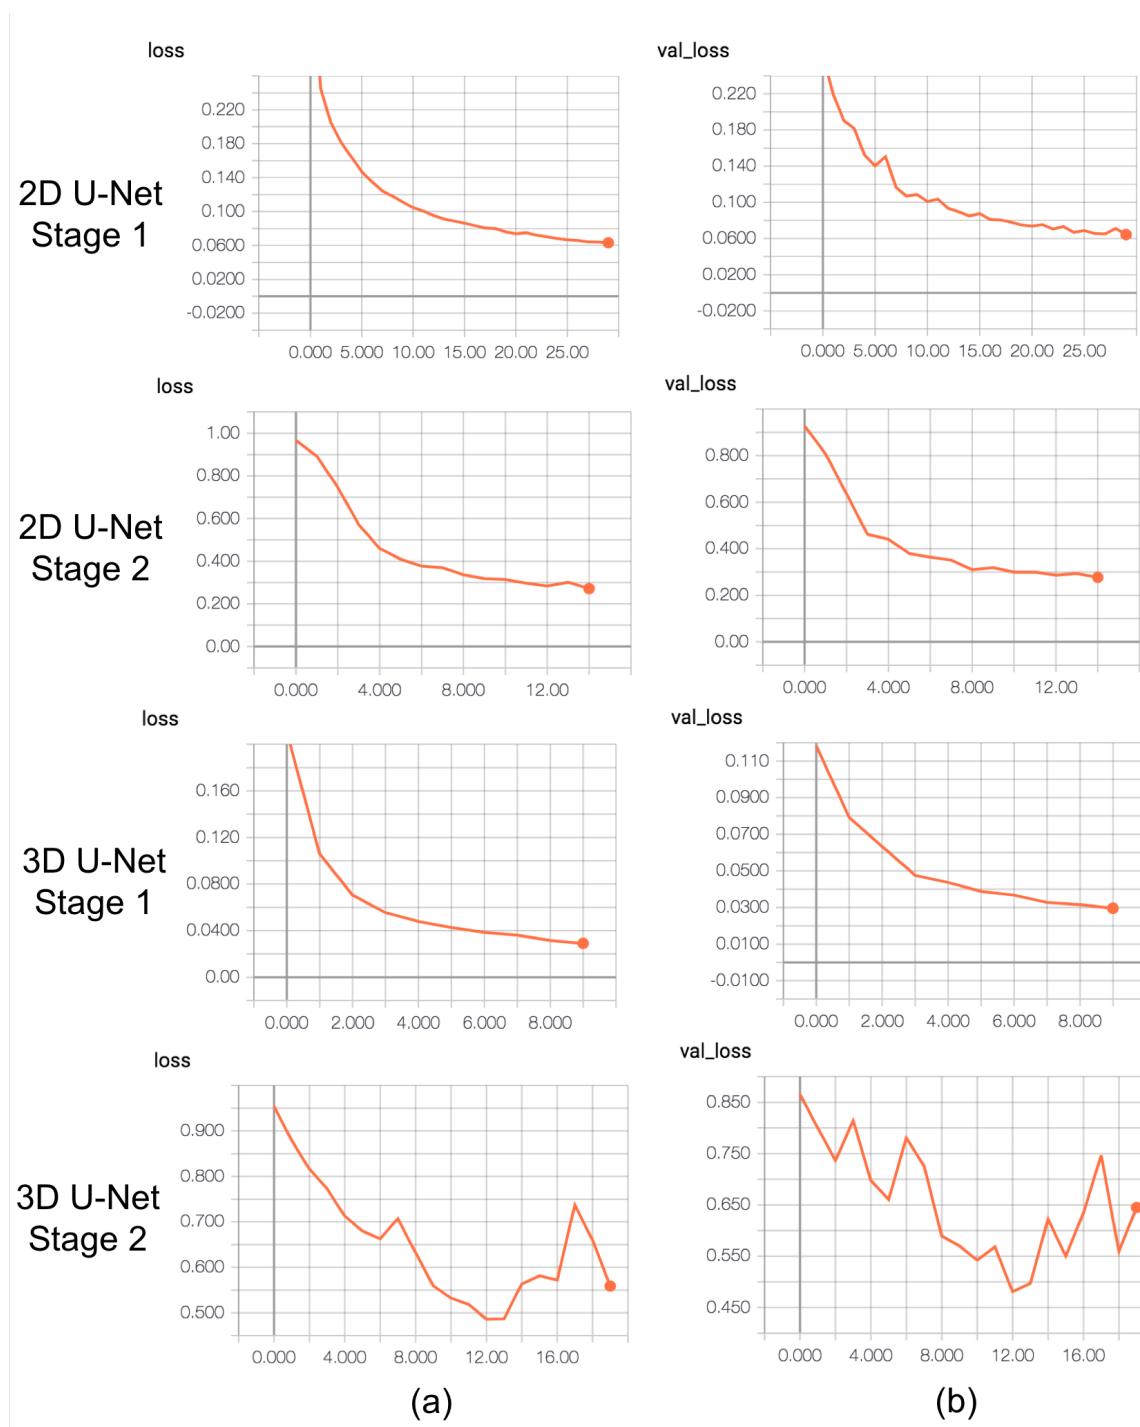 loss
val_loss
2D U-Net
Stage 1
0.220
0.180
0.140
0.100
0.0600
0.0200
-0.0200
0.000 5.000 10.00 15.00 20.00 25.00
0.220
0.180
0.140
0.100
0.0600
0.0200
-0.0200
0.000 5.000 10.00 15.00 20.00 25.00
loss
val_loss
2D U-Net
Stage 2
1.00
0.800
0.600
0.400
0.200
0.00
0.000 4.000 8.000 12.00
0.800
0.600
0.400
0.200
0.00
0.000 4.000 8.000 12.00
loss
val_loss
3D U-Net
Stage 1
0.160
0.120
0.0800
0.0400
0.00
0.000 2.000 4.000 6.000 8.000
0.110
0.0900
0.0700
0.0500
0.0300
0.0100
-0.0100
0.000 2.000 4.000 6.000 8.000
loss
val_loss
3D U-Net
Stage 2
0.900
0.800
0.700
0.600
0.500
0.000 4.000 8.000 12.00 16.00
0.850
0.750
0.650
0.550
0.450
0.000 4.000 8.000 12.00 16.00
(a)
(b)